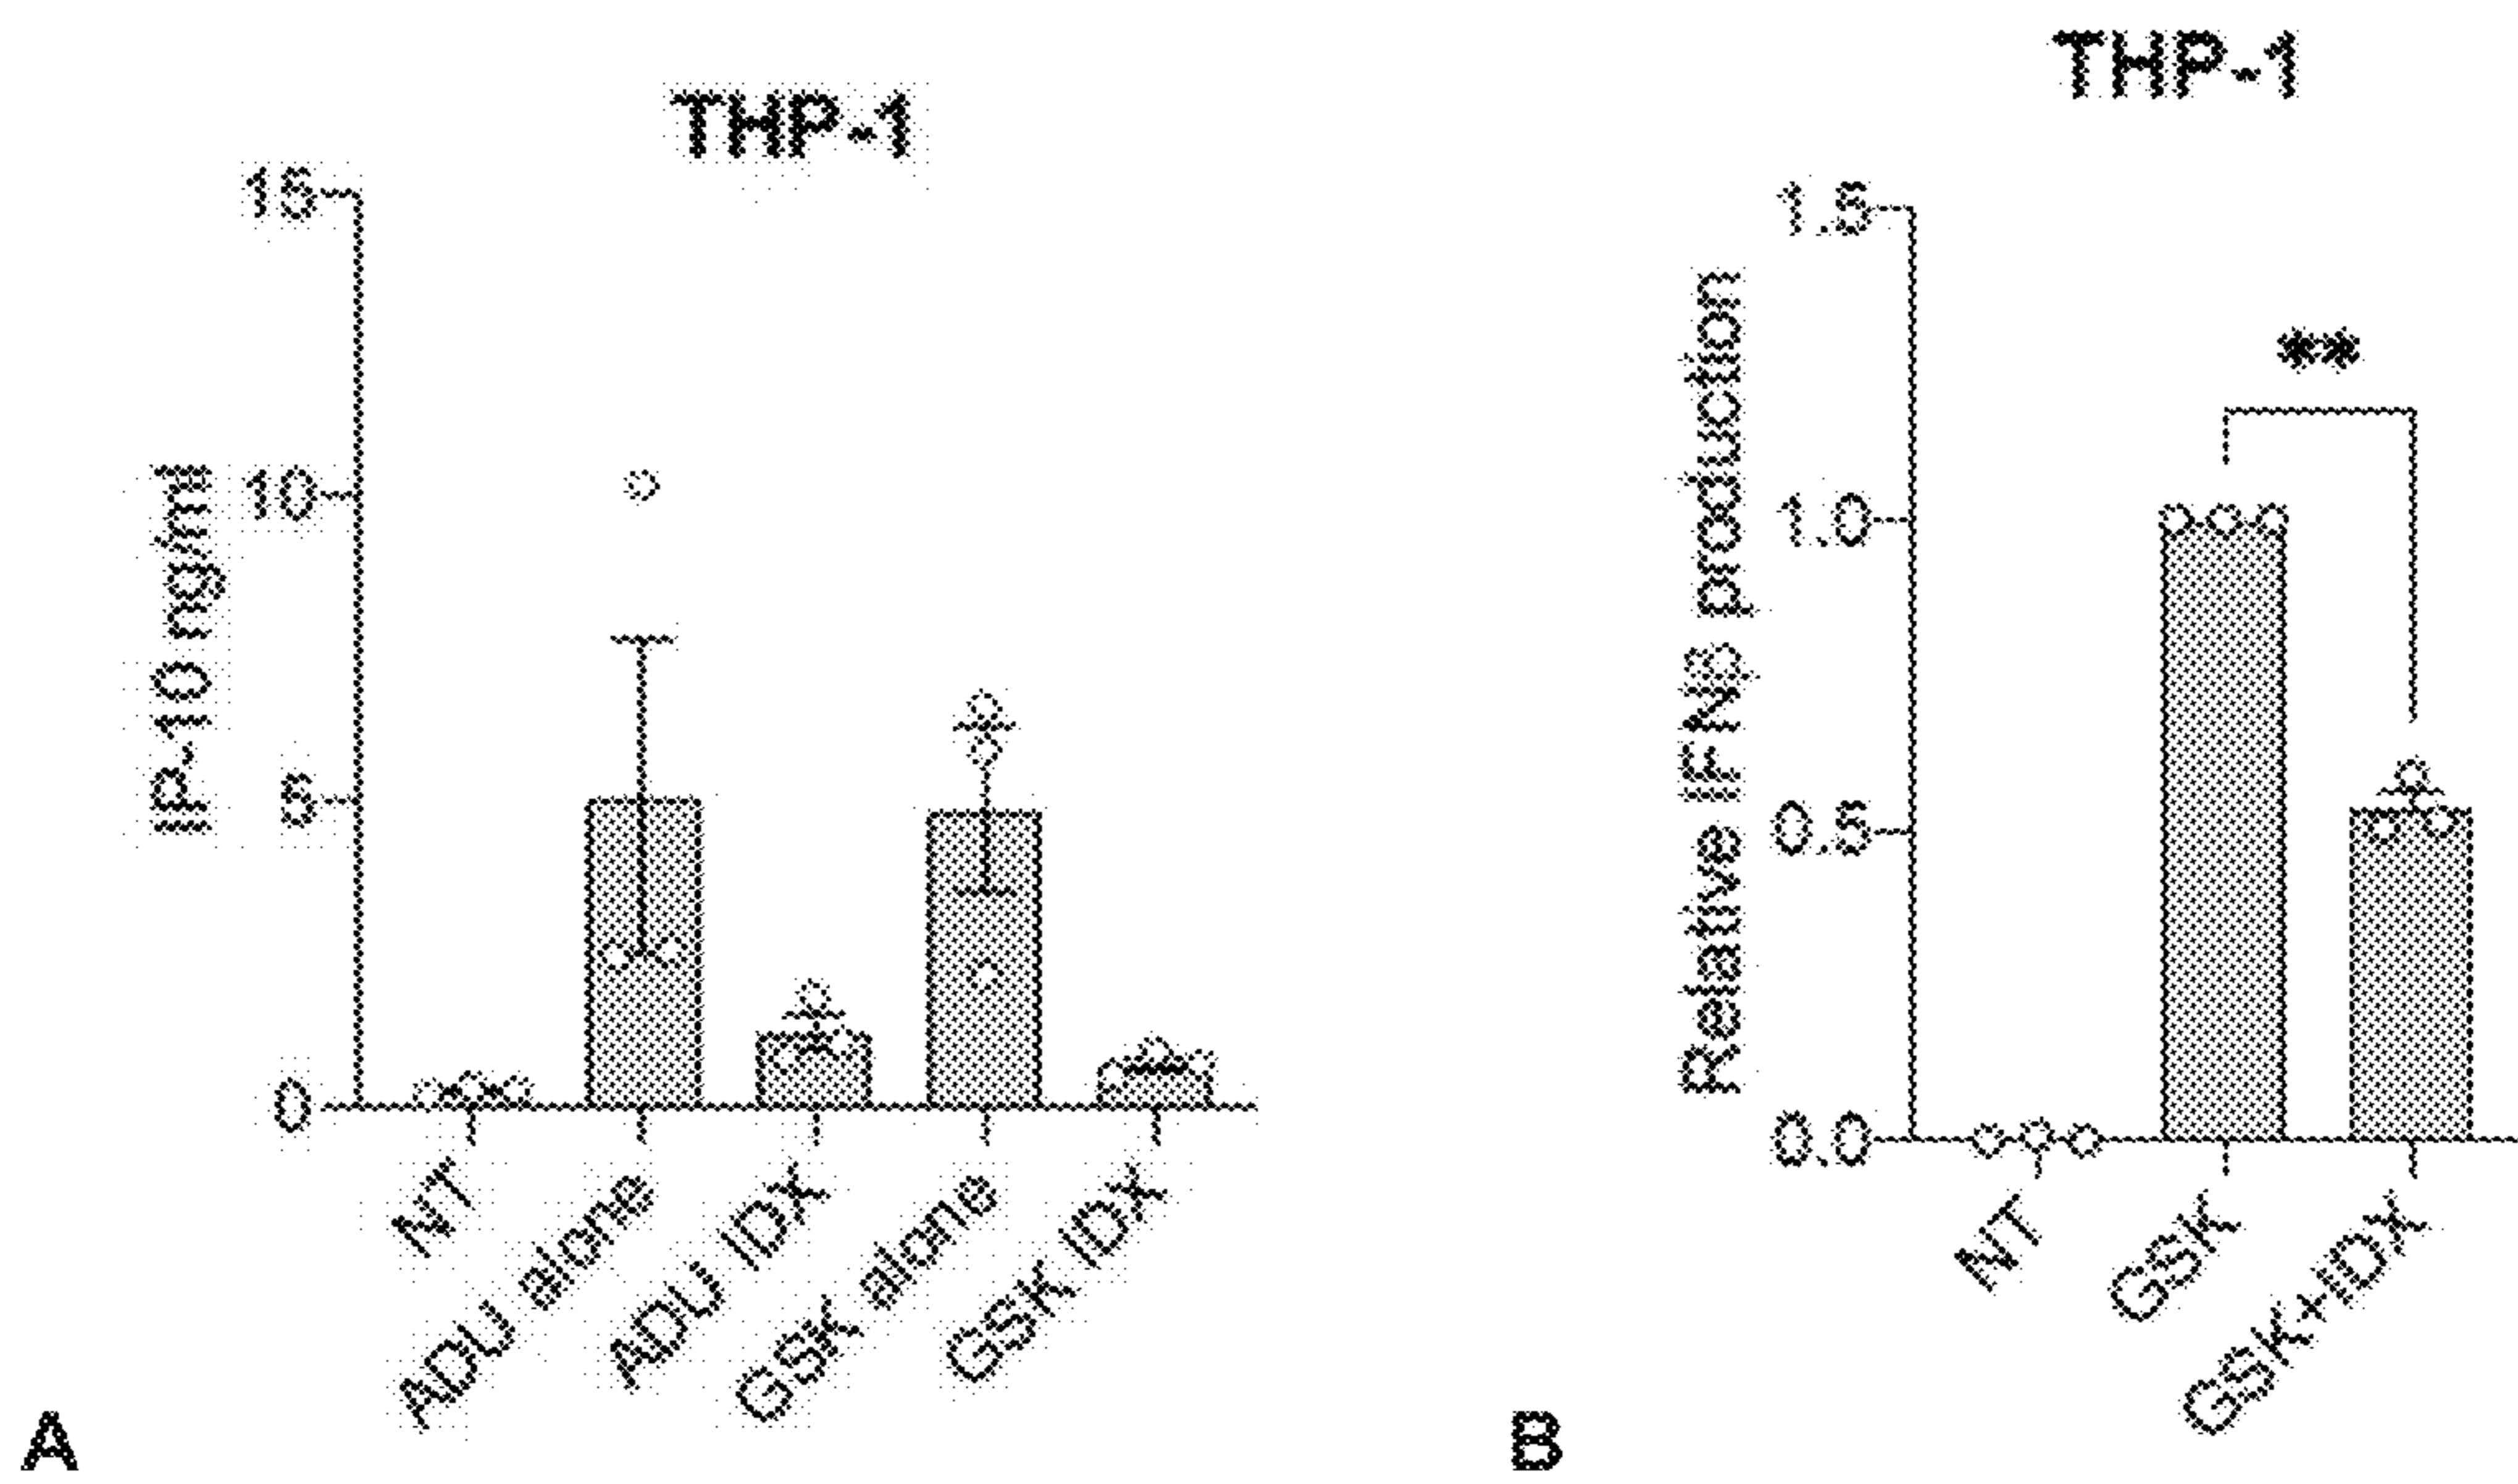 THP-1
IP-10 ng/ml
15
10
5
0
NT
ADU alone
ADU IDX
GSK alone
GSK IDX
A
THP-1
Relative IFNβ production
1.5
1.0
0.5
0.0
**
NT
GSK
GSK+IDX
B